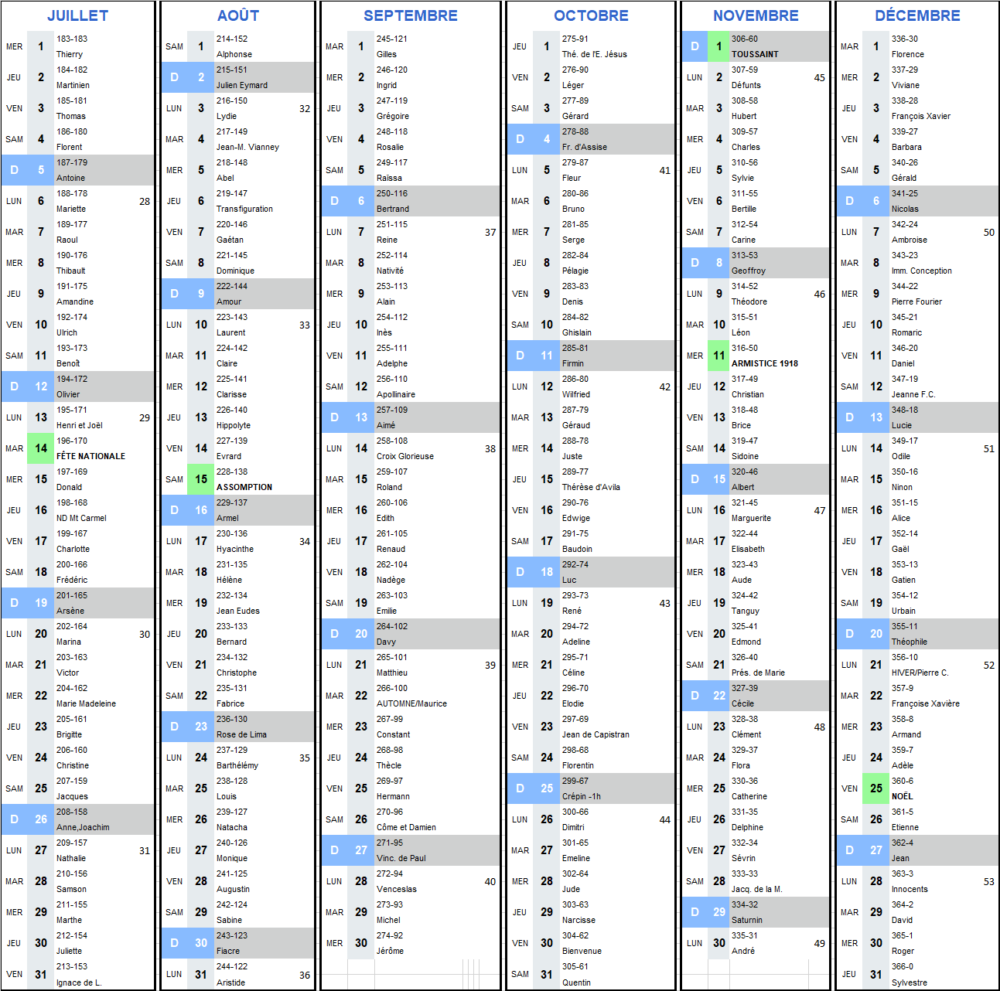 JUILLET
MER 1 183-183
Thierry
JEU 2 184-182
Martinien
VEN 3 185-181
Thomas
SAM 4 186-180
Florent
D 5 187-179
Antoine
LUN 6 188-178
Mariette 28
MAR 7 189-177
Raoul
MER 8 190-176
Thibault
JEU 9 191-175
Amandine
VEN 10 192-174
Ulrich
SAM 11 193-173
Benoît
D 12 194-172
Olivier
LUN 13 195-171
Henri et Joël 29
MAR 14 196-170
FÊTE NATIONALE
MER 15 197-169
Donald
JEU 16 198-168
ND Mt Carmel
VEN 17 199-167
Charlotte
SAM 18 200-166
Frédéric
D 19 201-165
Arsène
LUN 20 202-164
Marina 30
MAR 21 203-163
Victor
MER 22 204-162
Marie Madeleine
JEU 23 205-161
Brigitte
VEN 24 206-160
Christine
SAM 25 207-159
Jacques
D 26 208-158
Anne,Joachim
LUN 27 209-157
Nathalie 31
MAR 28 210-156
Samson
MER 29 211-155
Marthe
JEU 30 212-154
Juliette
VEN 31 213-153
Ignace de L.
AOÛT
SAM 1 214-152
Alphonse
D 2 215-151
Julien Eymard
LUN 3 216-150
Lydie 32
MAR 4 217-149
Jean-M. Vianney
MER 5 218-148
Abel
JEU 6 219-147
Transfiguration
VEN 7 220-146
Gaétan
SAM 8 221-145
Dominique
D 9 222-144
Amour
LUN 10 223-143
Laurent 33
MAR 11 224-142
Claire
MER 12 225-141
Clarisse
JEU 13 226-140
Hippolyte
VEN 14 227-139
Evrard
SAM 15 228-138
ASSOMPTION
D 16 229-137
Armel
LUN 17 230-136
Hyacinthe 34
MAR 18 231-135
Hélène
MER 19 232-134
Jean Eudes
JEU 20 233-133
Bernard
VEN 21 234-132
Christophe
SAM 22 235-131
Fabrice
D 23 236-130
Rose de Lima
LUN 24 237-129
Barthélémy 35
MAR 25 238-128
Louis
MER 26 239-127
Natacha
JEU 27 240-126
Monique
VEN 28 241-125
Augustin
SAM 29 242-124
Sabine
D 30 243-123
Fiacre
LUN 31 244-122
Aristide 36
SEPTEMBRE
MAR 1 245-121
Gilles
MER 2 246-120
Ingrid
JEU 3 247-119
Grégoire
VEN 4 248-118
Rosalie
SAM 5 249-117
Raïssa
D 6 250-116
Bertrand
LUN 7 251-115
Reine 37
MAR 8 252-114
Nativité
MER 9 253-113
Alain
JEU 10 254-112
Inès
VEN 11 255-111
Adelphe
SAM 12 256-110
Apollinaire
D 13 257-109
Aimé
LUN 14 258-108
Croix Glorieuse 38
MAR 15 259-107
Roland
MER 16 260-106
Edith
JEU 17 261-105
Renaud
VEN 18 262-104
Nadège
SAM 19 263-103
Emilie
D 20 264-102
Davy
LUN 21 265-101
Matthieu 39
MAR 22 266-100
AUTOMNE/Maurice
MER 23 267-99
Constant
JEU 24 268-98
Thècle
VEN 25 269-97
Hermann
SAM 26 270-96
Côme et Damien
D 27 271-95
Vinc. de Paul
LUN 28 272-94
Venceslas 40
MAR 29 273-93
Michel
MER 30 274-92
Jérôme
OCTOBRE
JEU 1 275-91
Thé. de l'E. Jésus
VEN 2 276-90
Léger
SAM 3 277-89
Gérard
D 4 278-88
Fr. d'Assise
LUN 5 279-87
Fleur 41
MAR 6 280-86
Bruno
MER 7 281-85
Serge
JEU 8 282-84
Pélagie
VEN 9 283-83
Denis
SAM 10 284-82
Ghislain
D 11 285-81
Firmin
LUN 12 286-80
Wilfried 42
MAR 13 287-79
Géraud
MER 14 288-78
Juste
JEU 15 289-77
Thérèse d'Avila
VEN 16 290-76
Edwige
SAM 17 291-75
Baudoin
D 18 292-74
Luc
LUN 19 293-73
René 43
MAR 20 294-72
Adeline
MER 21 295-71
Céline
JEU 22 296-70
Elodie
VEN 23 297-69
Jean de Capistran
SAM 24 298-68
Florentin
D 25 299-67
Crépin -1h
LUN 26 300-66
Dimitri 44
MAR 27 301-65
Emeline
MER 28 302-64
Jude
JEU 29 303-63
Narcisse
VEN 30 304-62
Bienvenue
SAM 31 305-61
Quentin
NOVEMBRE
D 1 306-60
TOUSSAINT
LUN 2 307-59
Défunts 45
MAR 3 308-58
Hubert
MER 4 309-57
Charles
JEU 5 310-56
Sylvie
VEN 6 311-55
Bertille
SAM 7 312-54
Carine
D 8 313-53
Geoffroy
LUN 9 314-52
Théodore 46
MAR 10 315-51
Léon
MER 11 316-50
ARMISTICE 1918
JEU 12 317-49
Christian
VEN 13 318-48
Brice
SAM 14 319-47
Sidoine
D 15 320-46
Albert
LUN 16 321-45
Marguerite 47
MAR 17 322-44
Elisabeth
MER 18 323-43
Aude
JEU 19 324-42
Tanguy
VEN 20 325-41
Edmond
SAM 21 326-40
Prés. de Marie
D 22 327-39
Cécile
LUN 23 328-38
Clément 48
MAR 24 329-37
Flora
MER 25 330-36
Catherine
JEU 26 331-35
Delphine
VEN 27 332-34
Sévrin
SAM 28 333-33
Jacq. de la M.
D 29 334-32
Saturnin
LUN 30 335-31
André 49
DÉCEMBRE
MAR 1 336-30
Florence
MER 2 337-29
Viviane
JEU 3 338-28
François Xavier
VEN 4 339-27
Barbara
SAM 5 340-26
Gérald
D 6 341-25
Nicolas
LUN 7 342-24
Ambroise 50
MAR 8 343-23
Imm. Conception
MER 9 344-22
Pierre Fourier
JEU 10 345-21
Romaric
VEN 11 346-20
Daniel
SAM 12 347-19
Jeanne F.C.
D 13 348-18
Lucie
LUN 14 349-17
Odile 51
MAR 15 350-16
Ninon
MER 16 351-15
Alice
JEU 17 352-14
Gaël
VEN 18 353-13
Gatien
SAM 19 354-12
Urbain
D 20 355-11
Théophile
LUN 21 356-10
HIVER/Pierre C. 52
MAR 22 357-9
Françoise Xavière
MER 23 358-8
Armand
JEU 24 359-7
Adèle
VEN 25 360-6
NOËL
SAM 26 361-5
Etienne
D 27 362-4
Jean
LUN 28 363-3
Innocents 53
MAR 29 364-2
David
MER 30 365-1
Roger
JEU 31 366-0
Sylvestre